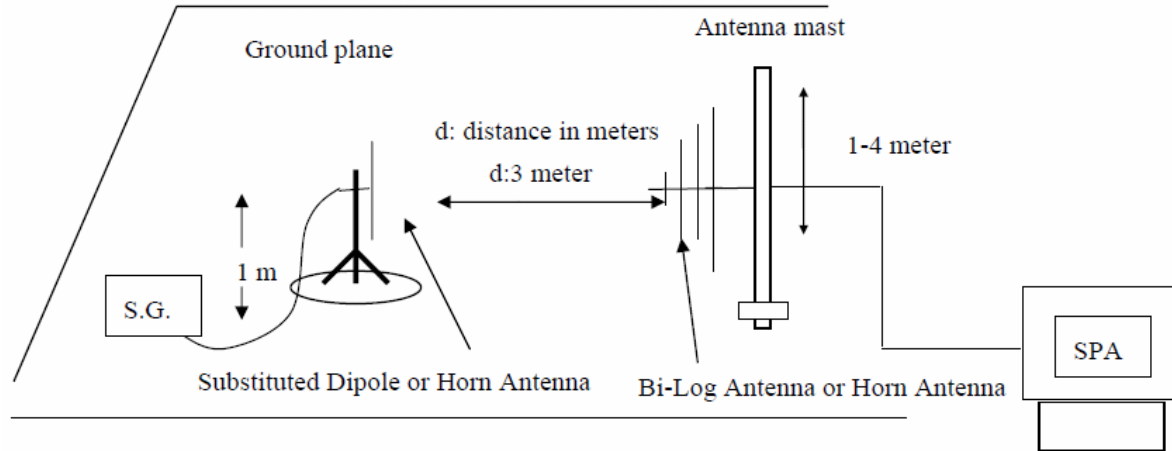 Antenna mast
Ground plane
d: distance in meters
d:3 meter
1-4 meter
1 m
S.G.
SPA
Substituted Dipole or Horn Antenna
Bi-Log Antenna or Horn Antenna